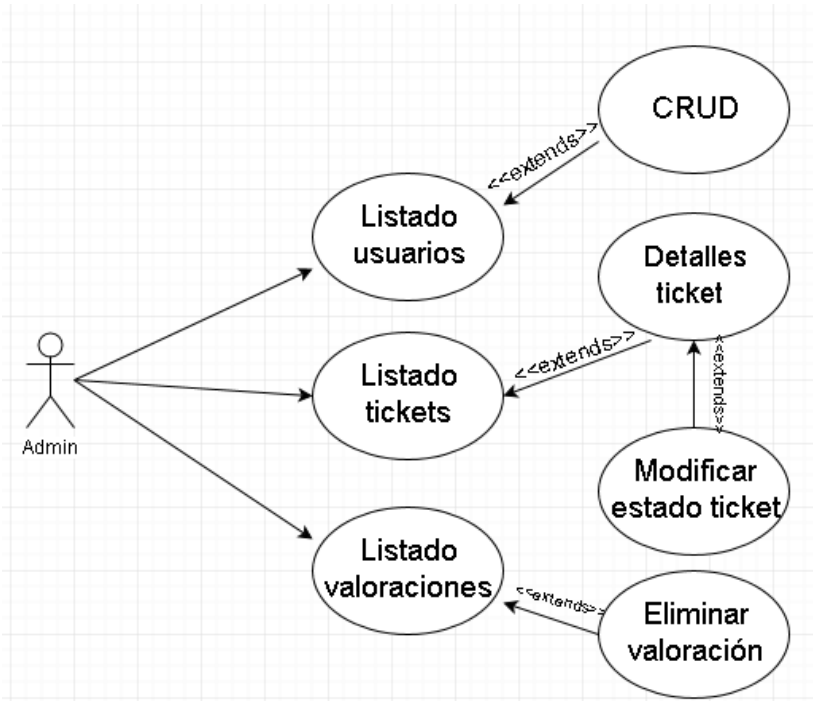 CRUD
<<extends>>
Listado
usuarios
Detalles
ticket
<<extends>>
Listado
tickets
<<extends>>
Admin
Modificar
estado ticket
Listado
valoraciones
<<extends>>
Eliminar
valoración